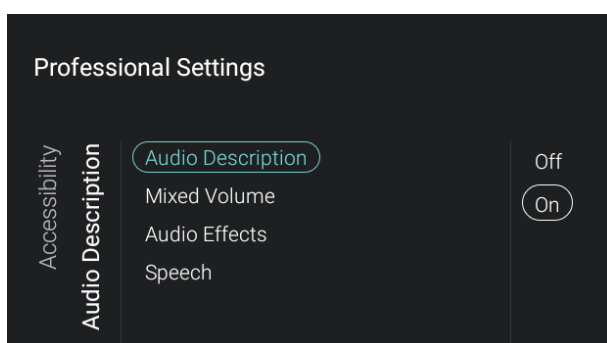 Professional Settings
Accessibility
Audio Description
Audio Description
Mixed Volume
Audio Effects
Speech
Off
On